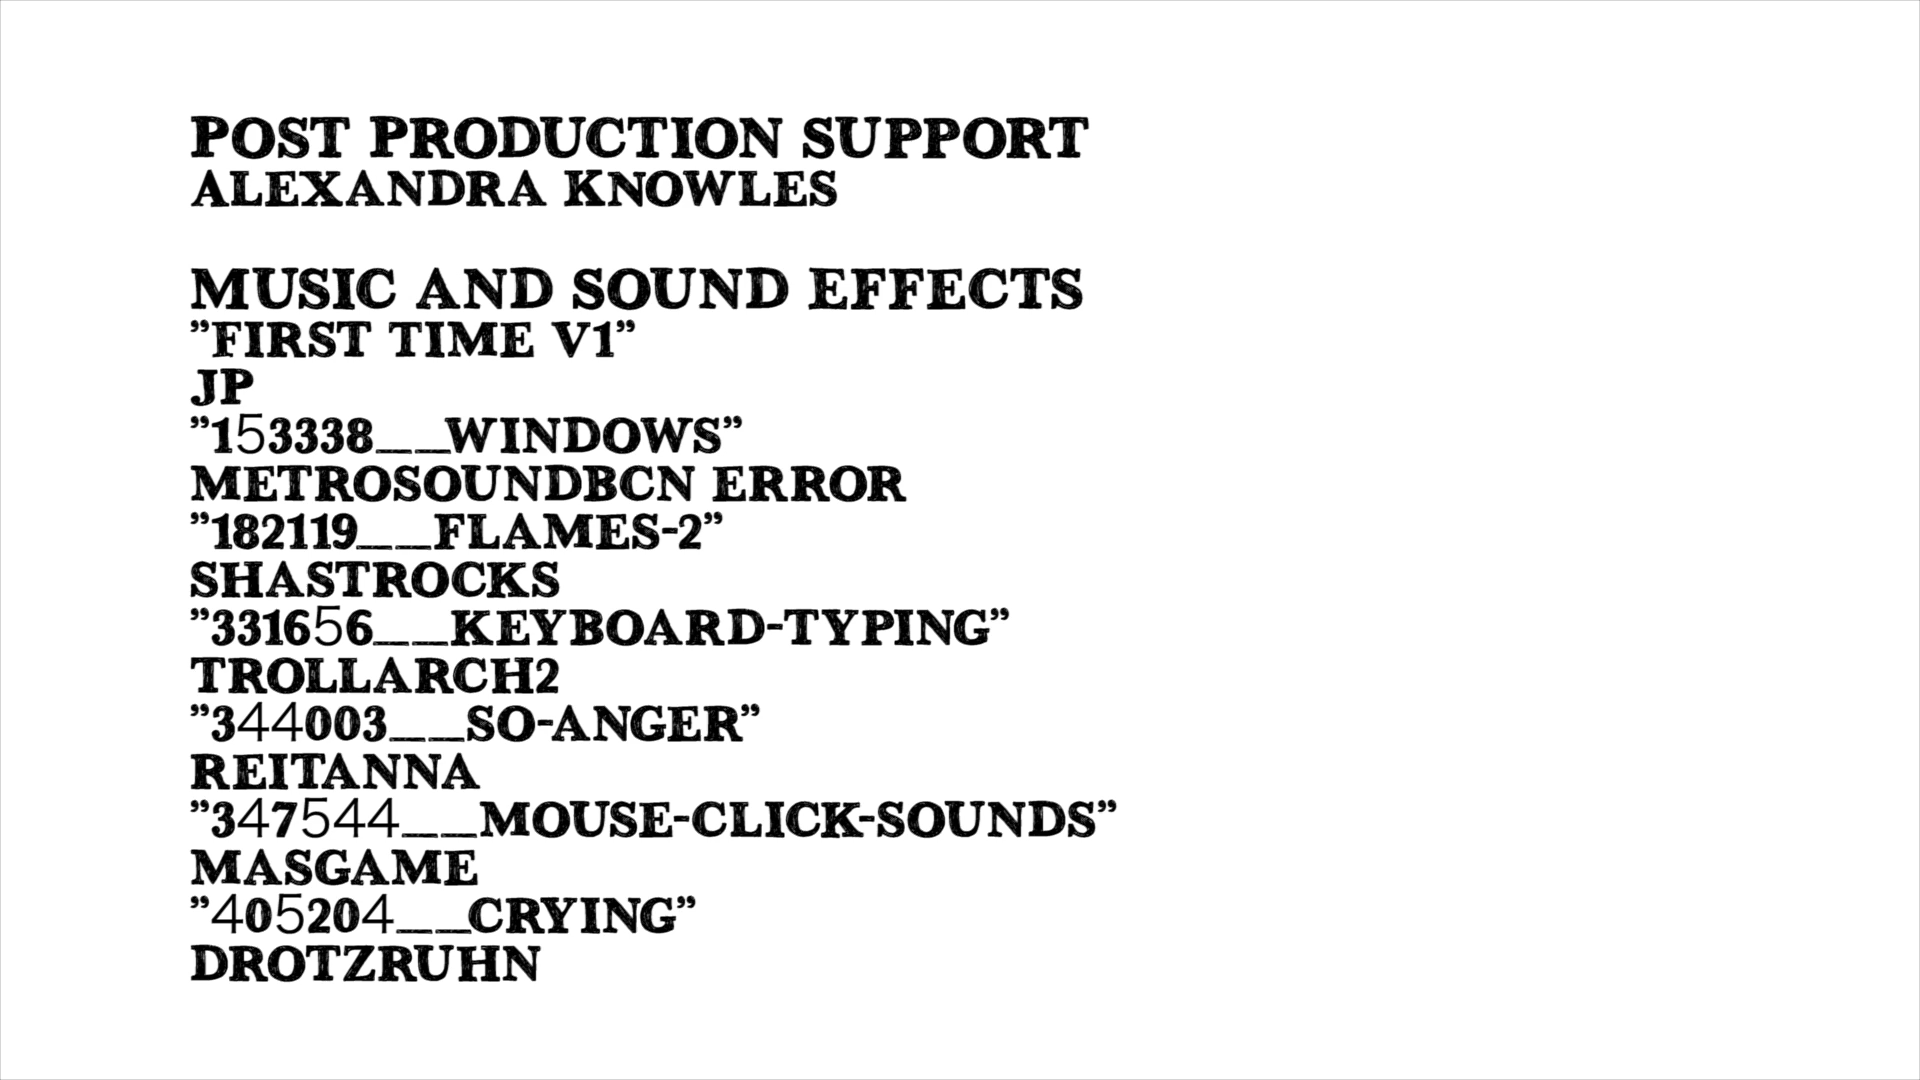 POST PRODUCTION SUPPORT
ALEXANDRA KNOWLES
MUSIC AND SOUND EFFECTS
”FIRST TIME V1”
JP
”153338__WINDOWS”
METROSOUNDBCN ERROR
”182119__FLAMES-2”
SHASTROCKS
”331656__KEYBOARD-TYPING”
TROLLARCH2
”344003__SO-ANGER”
REITANNA
”347544__MOUSE-CLICK-SOUNDS”
MASGAME
”405204__CRYING”
DROTZRUHN